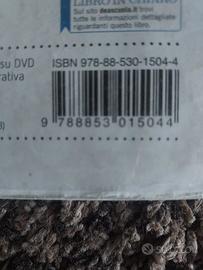 LIBRO IN CHIARO
Sul sito deascuola.it trovi
tutte le informazioni dettagliate
riguardanti questo libro.
su DVD
rativa
ISBN 978-88-530-1504-4
9 788853 015044
subito